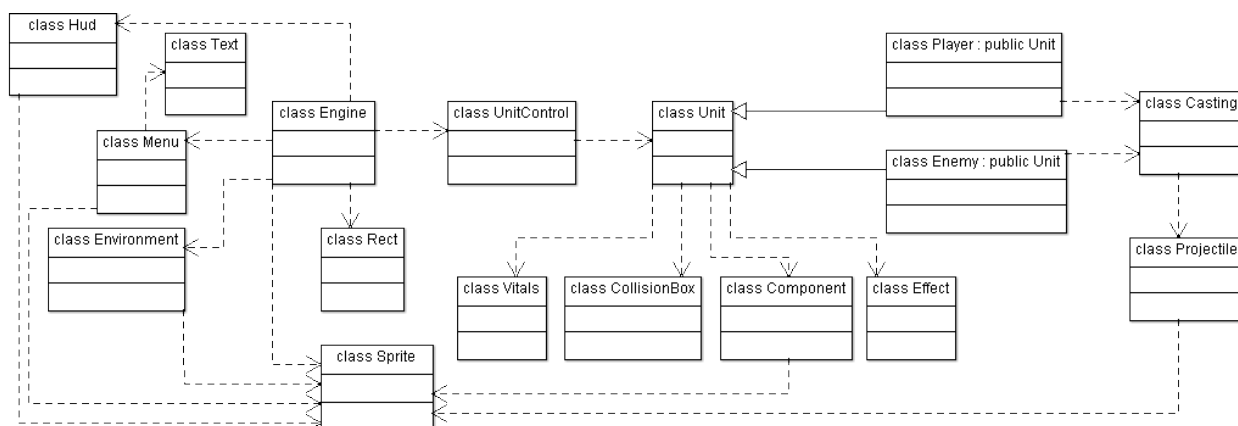 class Hud
class Text
class Player : public Unit
class Engine
class UnitControl
class Unit
class Casting
class Menu
class Enemy : public Unit
class Environment
class Rect
class Projectile
class Vitals
class CollisionBox
class Component
class Effect
class Sprite